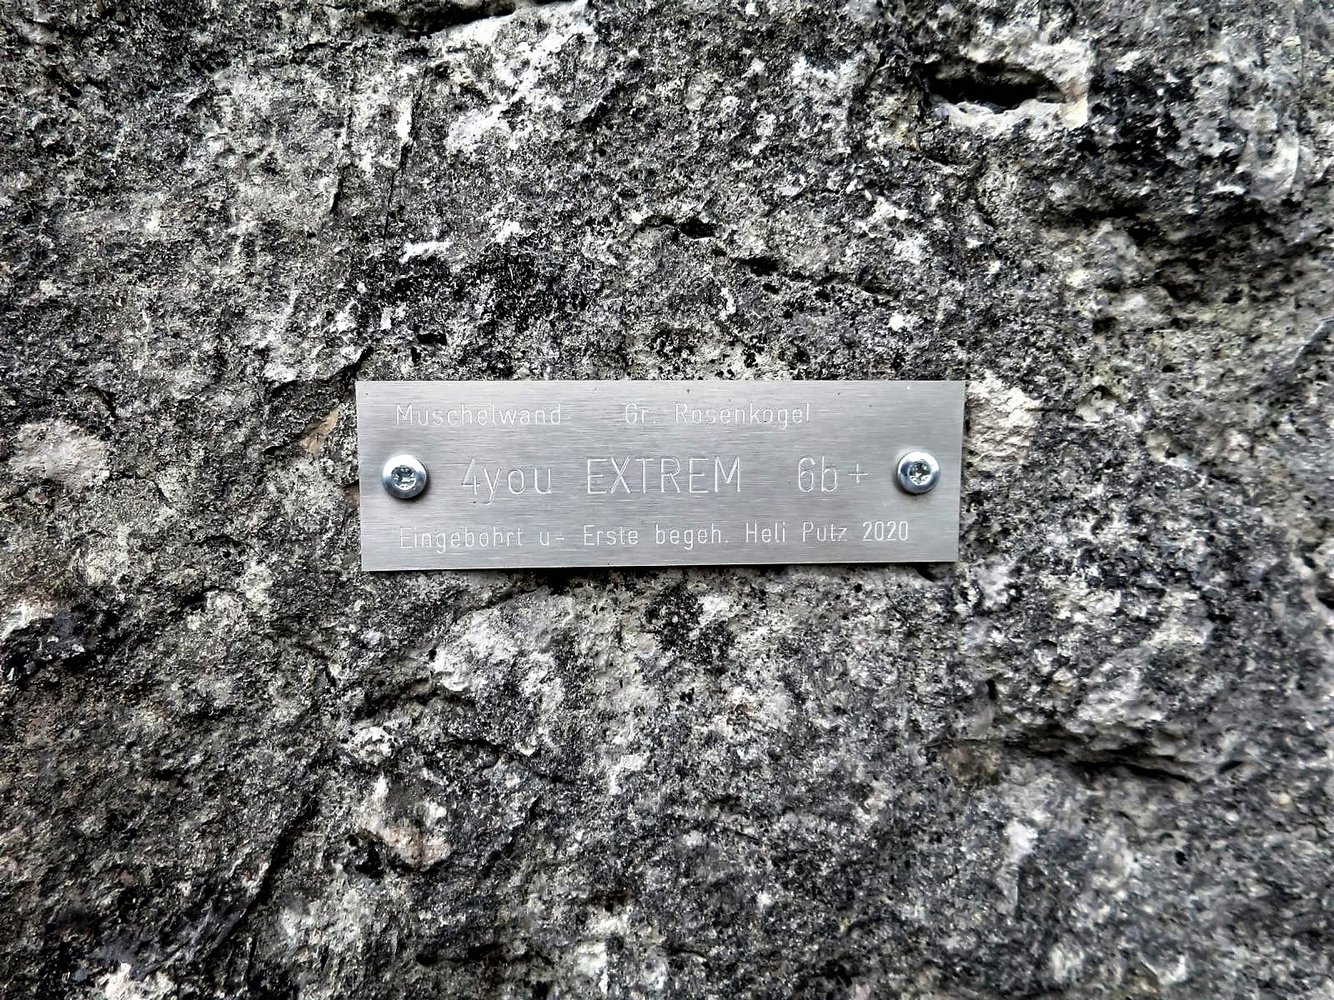 Muschelwand Gr. Rosenkogel
4you EXTREM 6b+
Eingebohrt u- Erste begeh. Heli Putz 2020